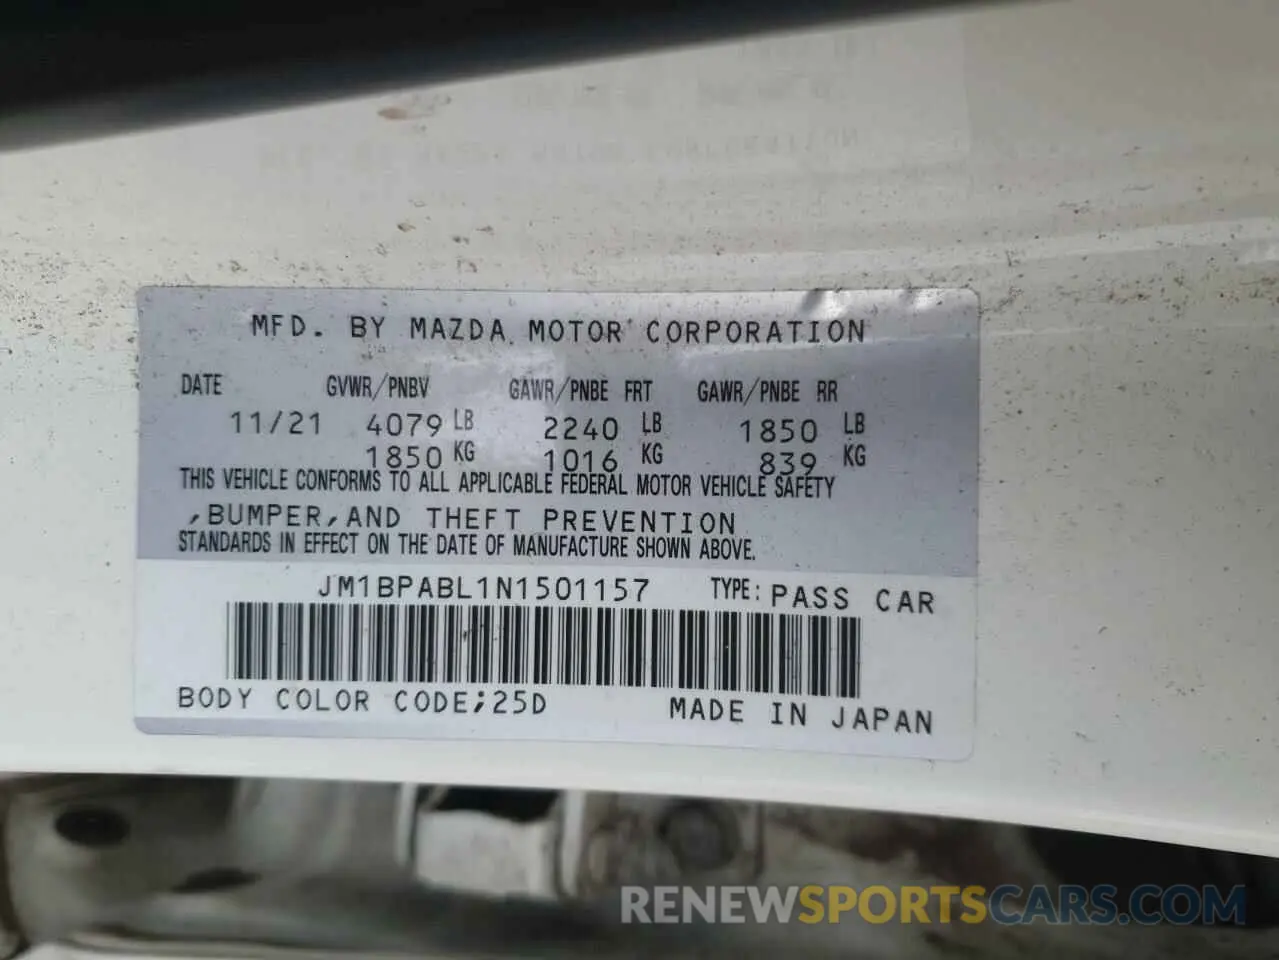 MFD. BY MAZDA MOTOR CORPORATION
DATE GVWR/PNBV GAWR/PNBE FRT GAWR/PNBE RR
11/21 4079 LB 2240 LB 1850 LB
1850 KG 1016 KG 839 KG
THIS VEHICLE CONFORMS TO ALL APPLICABLE FEDERAL MOTOR VEHICLE SAFETY
,BUMPER,AND THEFT PREVENTION
STANDARDS IN EFFECT ON THE DATE OF MANUFACTURE SHOWN ABOVE.
JM1BPABL1N1501157 TYPE: PASS CAR
BODY COLOR CODE;25D MADE IN JAPAN
RENEWSPORTSCARS.COM